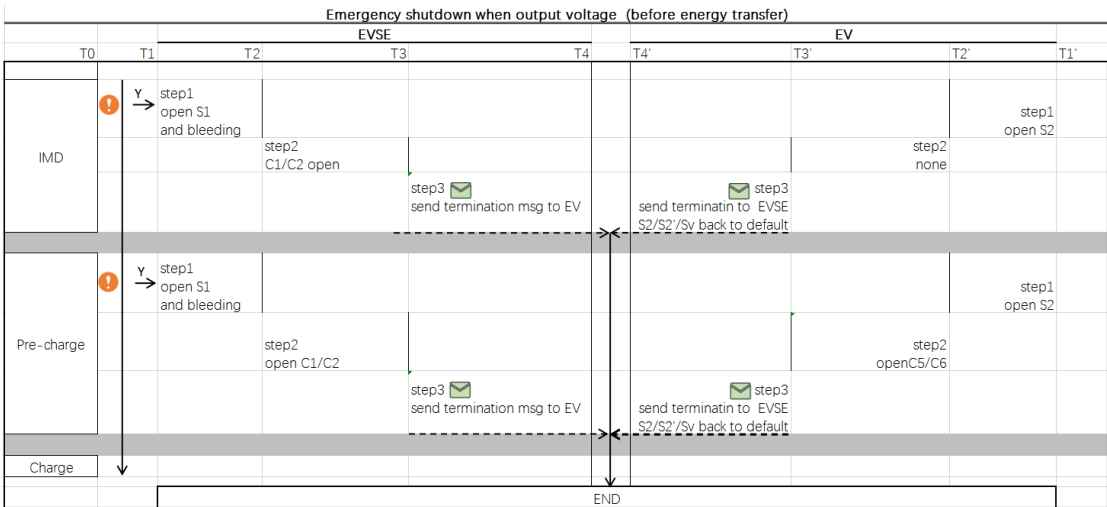 Emergency shutdown when output voltage (before energy transfer)
EVSE EV
T0 T1 T2 T3 T4 T4' T3' T2' T1'
IMD
Y
step1
open S1
and bleeding
step2
C1/C2 open
step3
send termination msg to EV
step3
send terminatin to EVSE
S2/S2'/Sv back to default
step2
none
step1
open S2
Pre-charge
Y
step1
open S1
and bleeding
step2
open C1/C2
step3
send termination msg to EV
step3
send terminatin to EVSE
S2/S2'/Sv back to default
step2
openC5/C6
step1
open S2
Charge
END